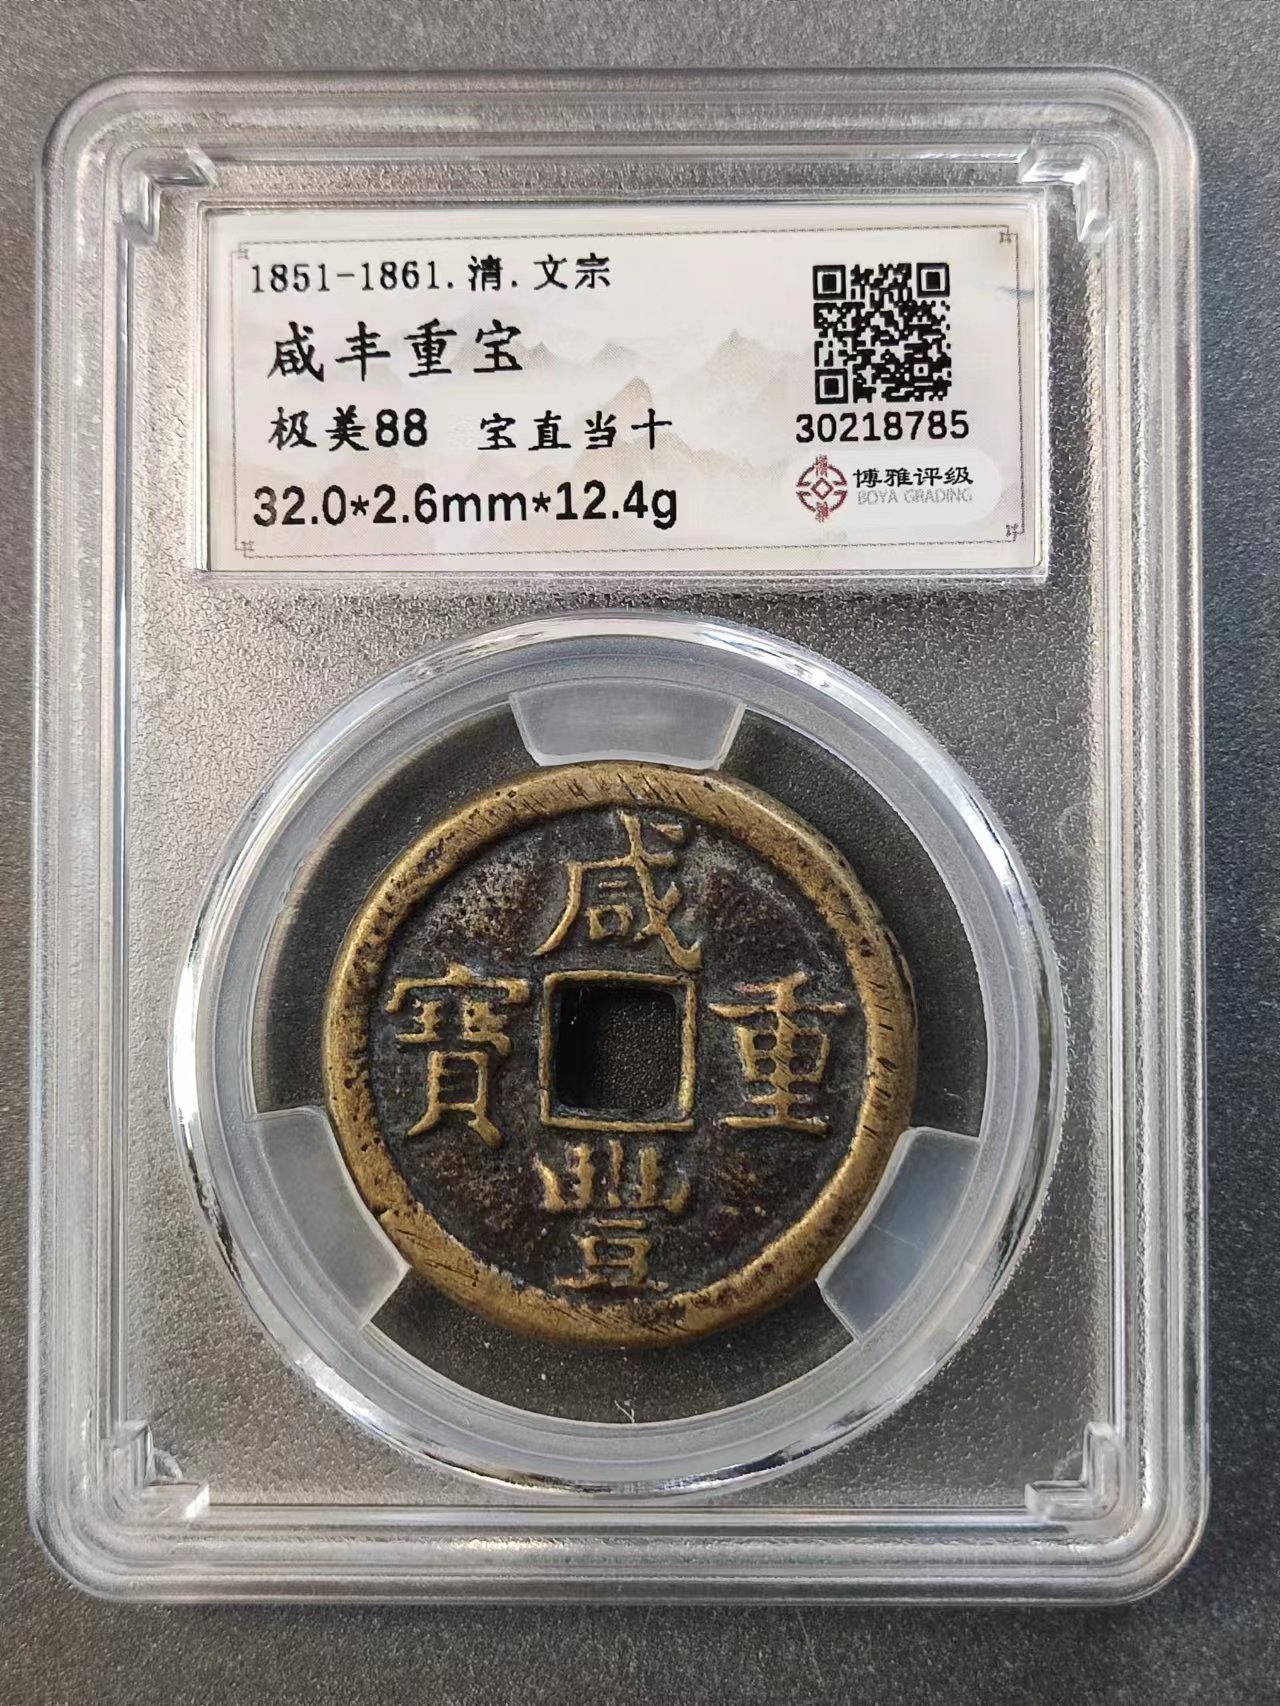 1851-1861.清.文宗
咸丰重宝
极美88 宝直当十
32.0*2.6mm*12.4g
30218785
博雅评级
BOYA GRADING
咸
寶 重
豐